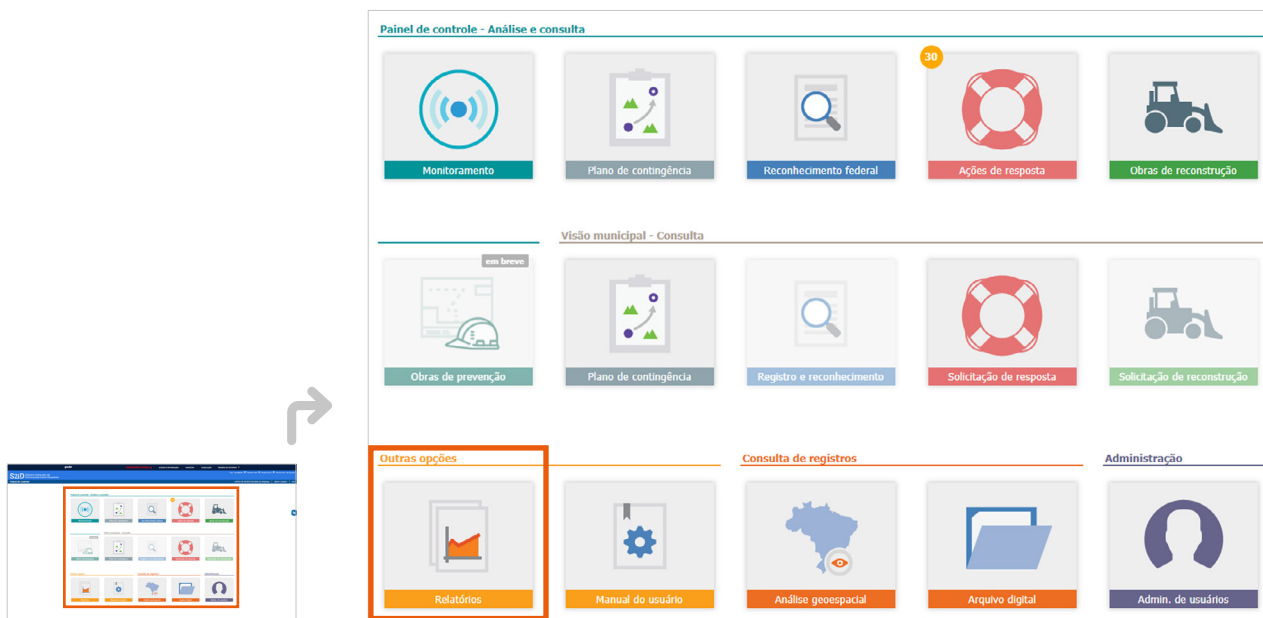 Painel de controle - Análise e consulta
30
Monitoramento
Plano de contingência
Reconhecimento federal
Ações de resposta
Obras de reconstrução
Visão municipal - Consulta
em breve
Obras de prevenção
Plano de contingência
Registro e reconhecimento
Solicitação de resposta
Solicitação de reconstrução
Outras opções
Consulta de registros
Administração
Relatórios
Manual do usuário
Análise geoespacial
Arquivo digital
Admin. de usuários